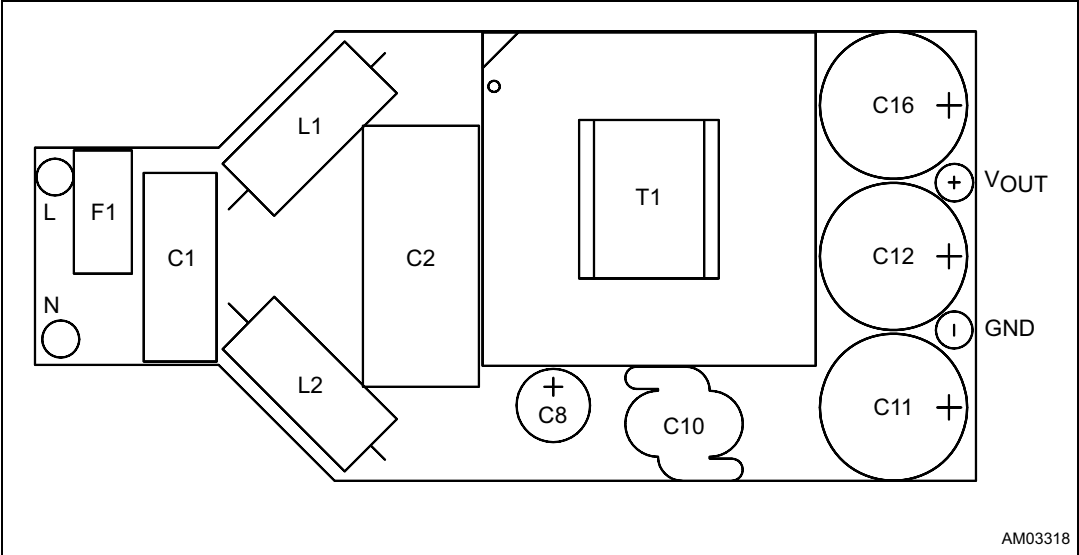 L1
C16
+
L
F1
C1
C2
T1
+
VOUT
C12
+
N
-
GND
L2
+
C8
C10
C11
+
AM03318